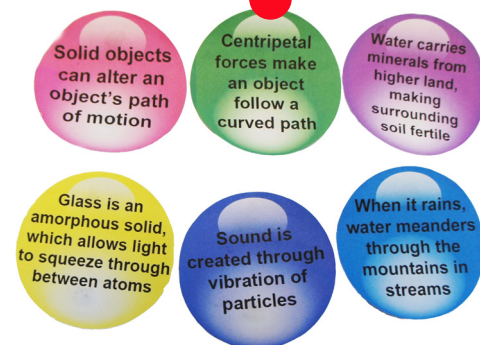 Solid objects
can alter an
object's path
of motion
Centripetal
forces make
an object
follow a
curved path
Water carries
minerals from
higher land,
making
surrounding
soil fertile
Glass is an
amorphous solid,
which allows light
to squeeze through
between atoms
Sound is
created through
vibration of
particles
When it rains,
water meanders
through the
mountains in
streams